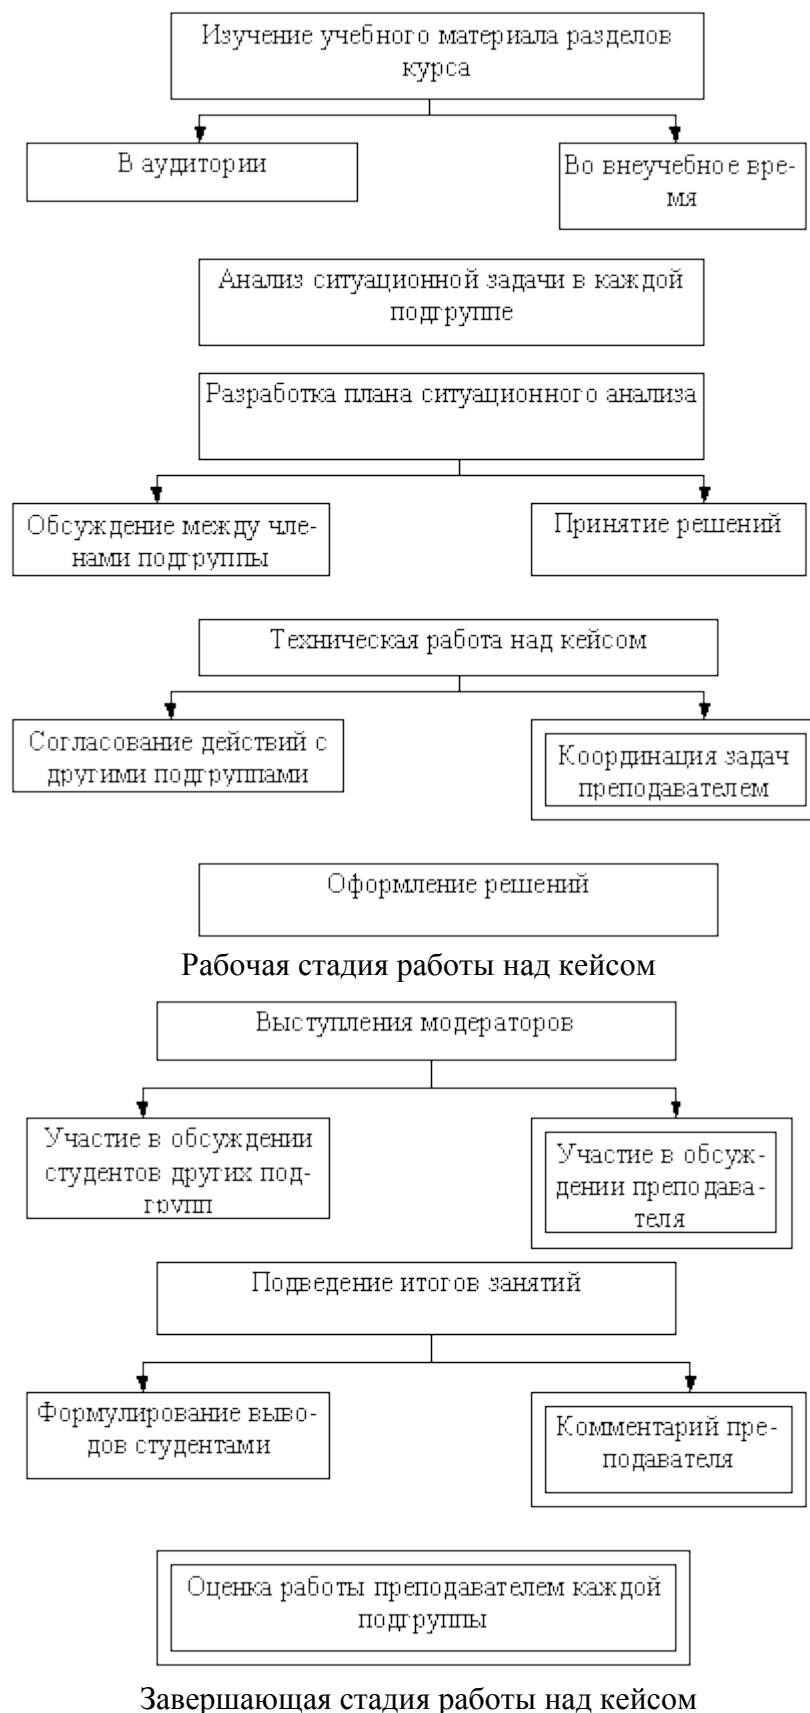 Изучение учебного материала разделов
курса
В аудитории
Во внеучебное вре-
мя
Анализ ситуационной задачи в каждой
подгруппе
Разработка плана ситуационного анализа
Обсуждение между чле-
нами подгруппы
Принятие решений
Техническая работа над кейсом
Согласование действий с
другими подгруппами
Координация задач
преподавателем
Оформление решений
Рабочая стадия работы над кейсом
Выступления модераторов
Участие в обсуждении
студентов других под-
групп
Участие в обсуж-
дении преподава-
теля
Подведение итогов занятий
Формулирование выво-
дов студентами
Комментарий пре-
подавателя
Оценка работы преподавателем каждой
подгруппы
Завершающая стадия работы над кейсом